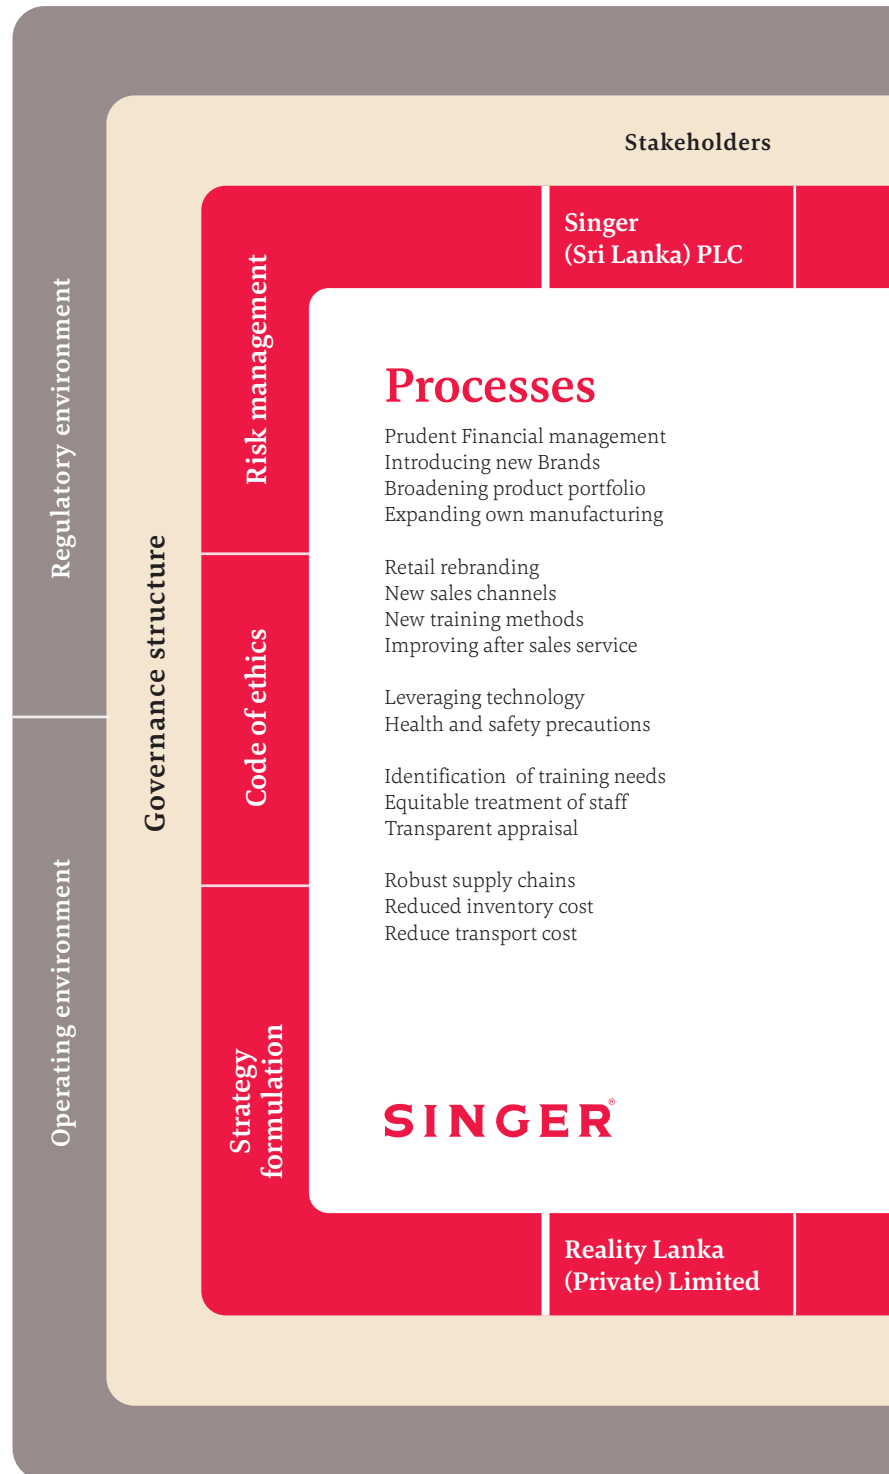 Stakeholders
Singer
(Sri Lanka) PLC
Regulatory environment
Operating environment
Governance structure
Risk management
Code of ethics
Strategy
formulation
Processes
Prudent Financial management
Introducing new Brands
Broadening product portfolio
Expanding own manufacturing
Retail rebranding
New sales channels
New training methods
Improving after sales service
Leveraging technology
Health and safety precautions
Identification of training needs
Equitable treatment of staff
Transparent appraisal
Robust supply chains
Reduced inventory cost
Reduce transport cost
SINGER®
Reality Lanka
(Private) Limited